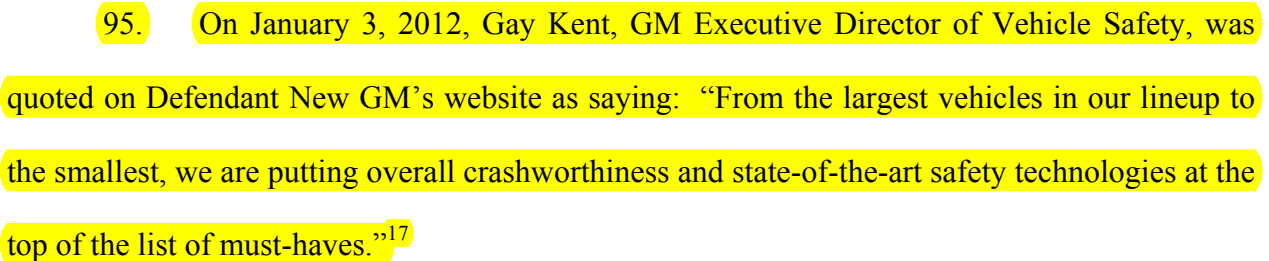 95. On January 3, 2012, Gay Kent, GM Executive Director of Vehicle Safety, was
quoted on Defendant New GM’s website as saying: “From the largest vehicles in our lineup to
the smallest, we are putting overall crashworthiness and state-of-the-art safety technologies at the
top of the list of must-haves.”17